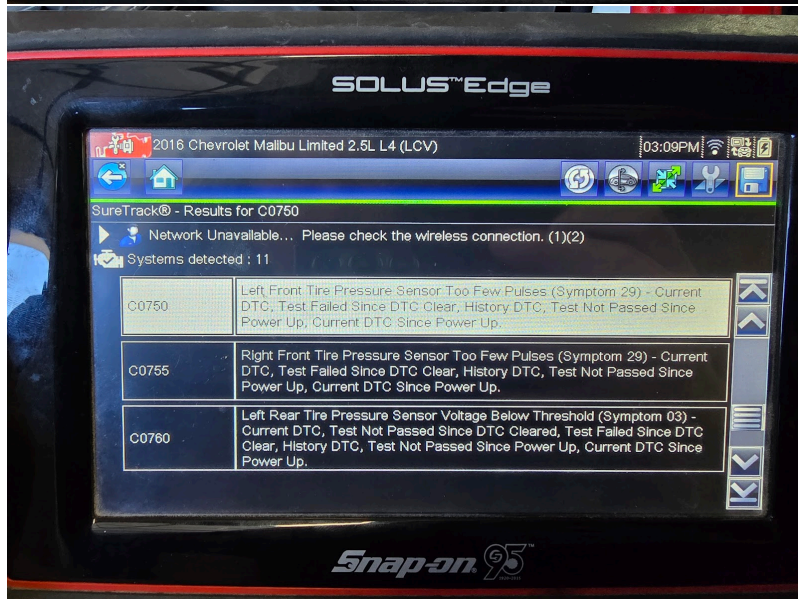 SOLUS™Edge
2016 Chevrolet Malibu Limited 2.5L L4 (LCV)
03:09PM
SureTrack® - Results for C0750
Network Unavailable... Please check the wireless connection. (1)(2)
Systems detected : 11
C0750
Left Front Tire Pressure Sensor Too Few Pulses (Symptom 29) - Current
DTC, Test Failed Since DTC Clear, History DTC, Test Not Passed Since
Power Up, Current DTC Since Power Up.
C0755
Right Front Tire Pressure Sensor Too Few Pulses (Symptom 29) - Current
DTC, Test Failed Since DTC Clear, History DTC, Test Not Passed Since
Power Up, Current DTC Since Power Up.
C0760
Left Rear Tire Pressure Sensor Voltage Below Threshold (Symptom 03) -
Current DTC, Test Not Passed Since DTC Cleared, Test Failed Since DTC
Clear, History DTC, Test Not Passed Since Power Up, Current DTC Since
Power Up.
Snap-on. 95™